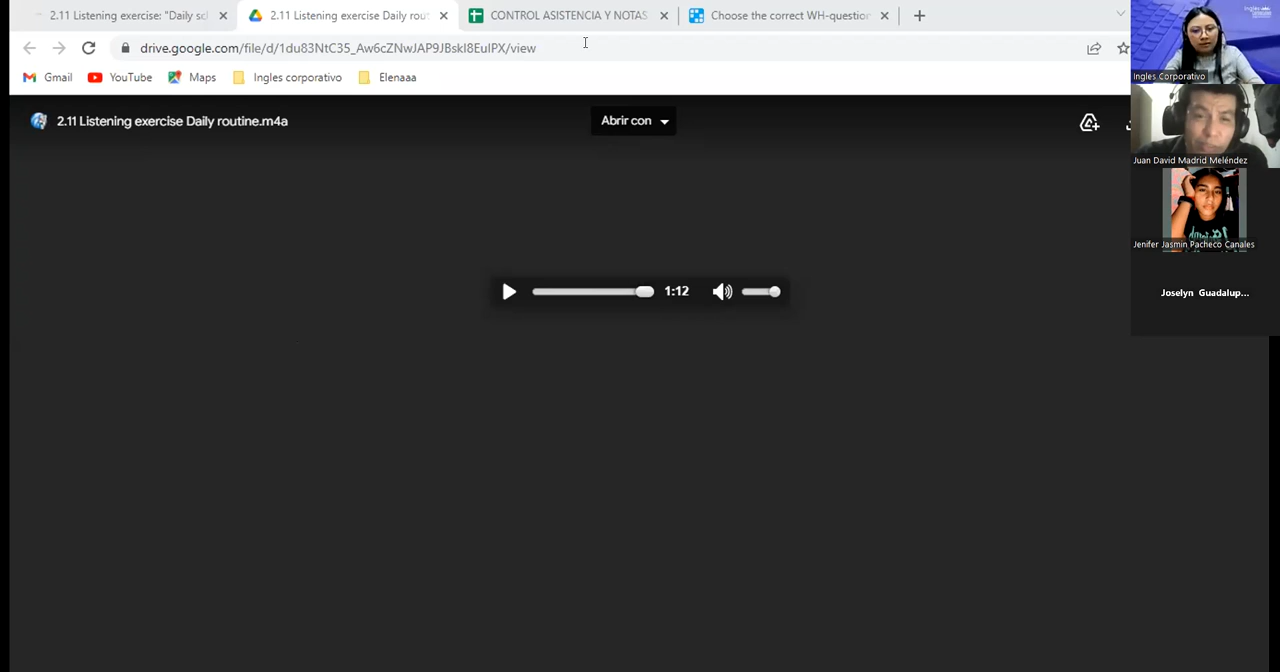 2.11 Listening exercise: "Daily scl
2.11 Listening exercise Daily rout
CONTROL ASISTENCIA Y NOTAS
Choose the correct WH-question
drive.google.com/file/d/1du83NtC35_Aw6cZNwJAP9JBskI8EuIPX/view
Gmail
YouTube
Maps
Ingles corporativo
Elenaaa
2.11 Listening exercise Daily routine.m4a
Abrir con
1:12
Ingles Corporativo
Juan David Madrid Meléndez
Jenifer Jasmin Pacheco Canales
Joselyn Guadalup...